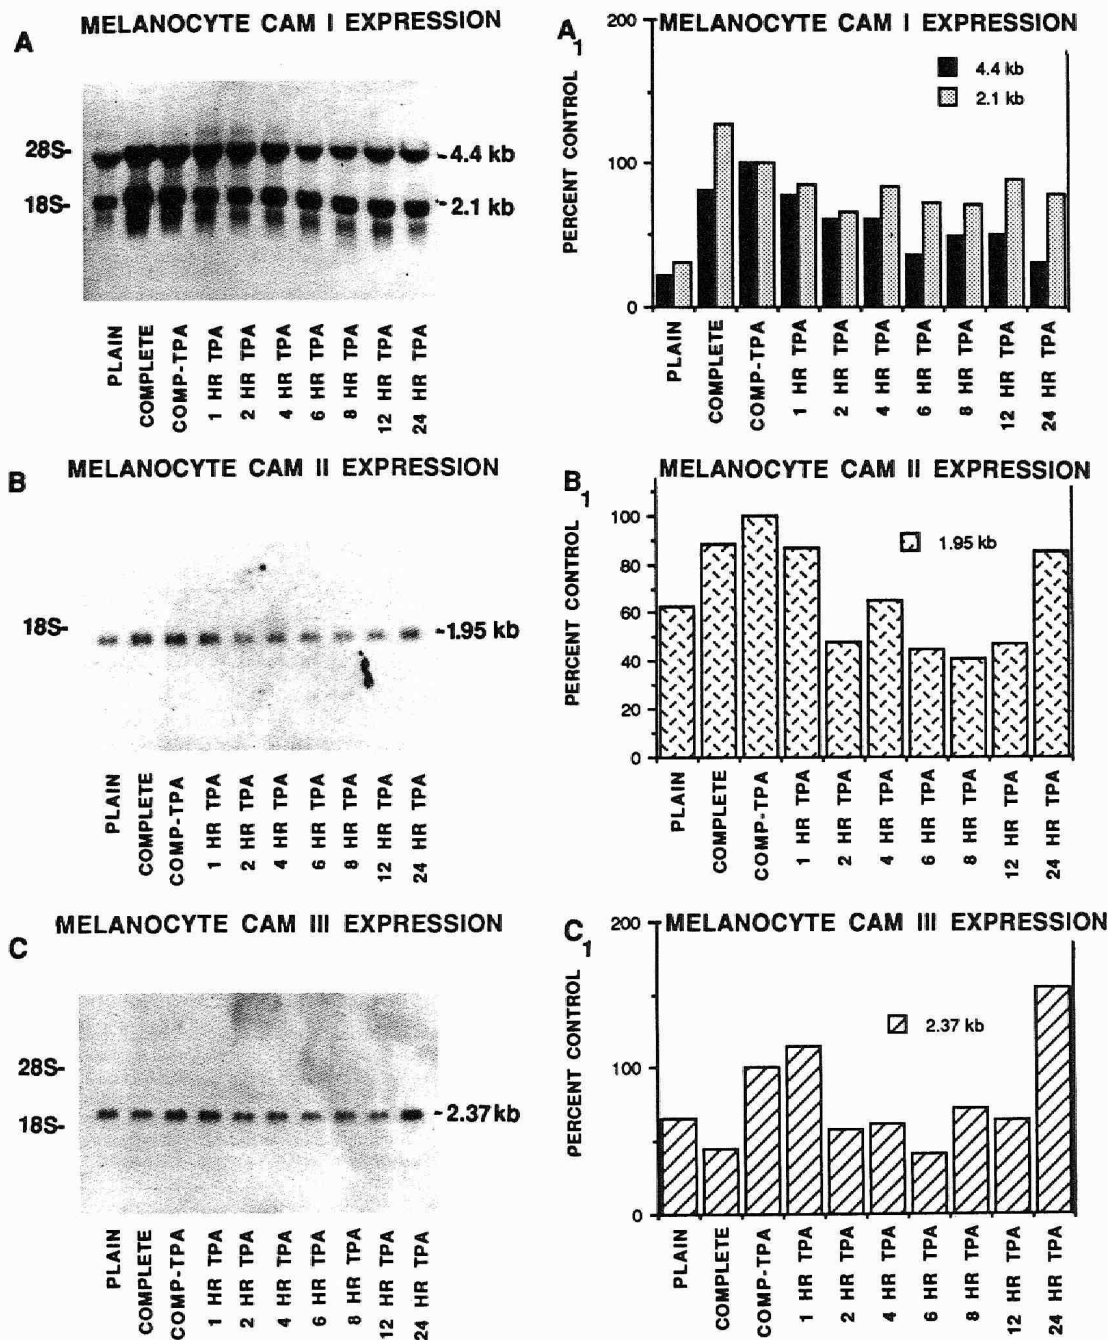 A
MELANOCYTE CAM I EXPRESSION
28S-
18S-
-4.4 kb
-2.1 kb
PLAIN
COMPLETE
COMP-TPA
1 HR TPA
2 HR TPA
4 HR TPA
6 HR TPA
8 HR TPA
12 HR TPA
24 HR TPA
A1
MELANOCYTE CAM I EXPRESSION
PERCENT CONTROL
200
100
0
4.4 kb
2.1 kb
PLAIN
COMPLETE
COMP-TPA
1 HR TPA
2 HR TPA
4 HR TPA
6 HR TPA
8 HR TPA
12 HR TPA
24 HR TPA
B
MELANOCYTE CAM II EXPRESSION
18S-
-1.95 kb
PLAIN
COMPLETE
COMP-TPA
1 HR TPA
2 HR TPA
4 HR TPA
6 HR TPA
8 HR TPA
12 HR TPA
24 HR TPA
B1
MELANOCYTE CAM II EXPRESSION
PERCENT CONTROL
100
80
60
40
20
0
1.95 kb
PLAIN
COMPLETE
COMP-TPA
1 HR TPA
2 HR TPA
4 HR TPA
6 HR TPA
8 HR TPA
12 HR TPA
24 HR TPA
C
MELANOCYTE CAM III EXPRESSION
28S-
18S-
-2.37 kb
PLAIN
COMPLETE
COMP-TPA
1 HR TPA
2 HR TPA
4 HR TPA
6 HR TPA
8 HR TPA
12 HR TPA
24 HR TPA
C1
MELANOCYTE CAM III EXPRESSION
PERCENT CONTROL
200
100
0
2.37 kb
PLAIN
COMPLETE
COMP-TPA
1 HR TPA
2 HR TPA
4 HR TPA
6 HR TPA
8 HR TPA
12 HR TPA
24 HR TPA